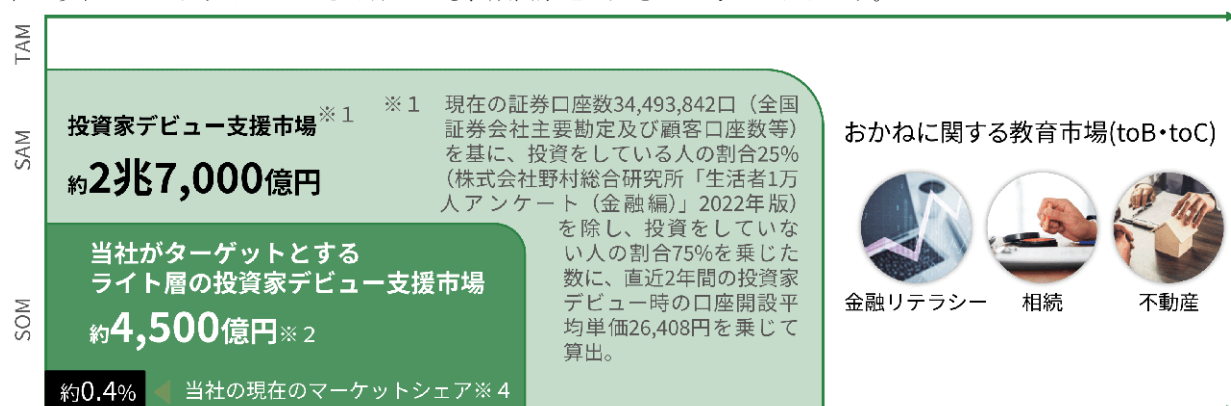 TAM
SAM
SOM
投資家デビュー支援市場※1
約2兆7,000億円
※1 現在の証券口座数34,493,842口（全国
証券会社主要勘定及び顧客口座数等）
を基に、投資をしている人の割合25%
（株式会社野村総合研究所「生活者1万
人アンケート（金融編）」2022年版）
を除し、投資をしていな
い人の割合75%を乗じた
数に、直近2年間の投資家
デビュー時の口座開設平
均単価26,408円を乗じて
算出。
当社がターゲットとする
ライト層の投資家デビュー支援市場
約4,500億円※2
約0.4%
当社の現在のマーケットシェア※4
おかねに関する教育市場(toB・toC)
金融リテラシー
相続
不動産